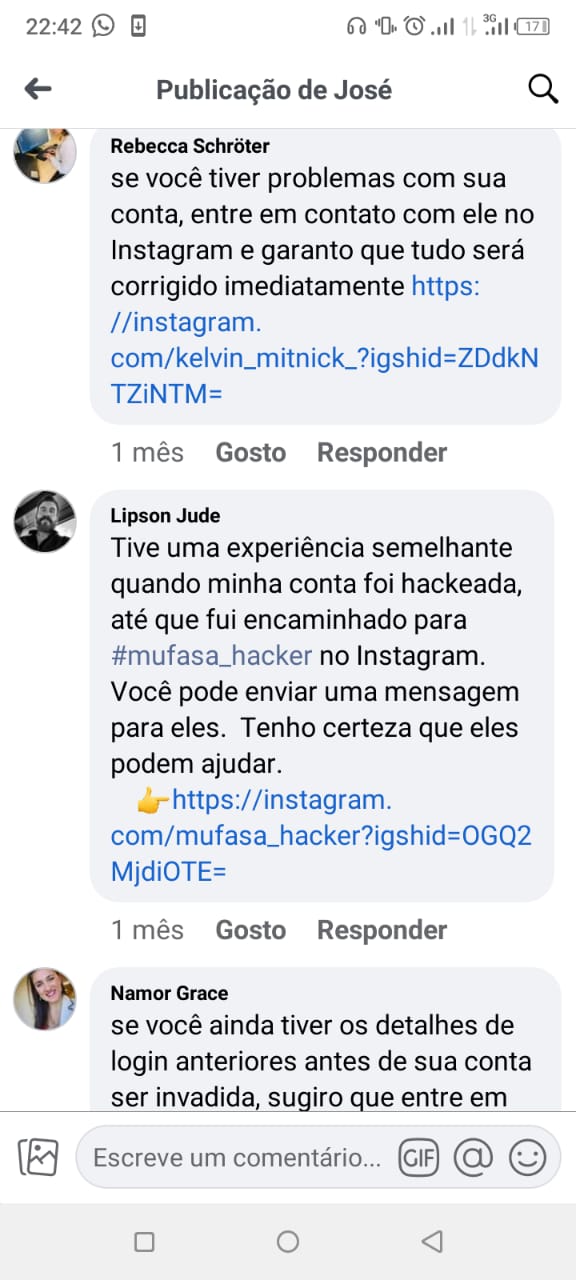 22:42
3G
17
Publicação de José
Rebecca Schröter
se você tiver problemas com sua
conta, entre em contato com ele no
Instagram e garanto que tudo será
corrigido imediatamente https:
//instagram.
com/kelvin_mitnick_?igshid=ZDdkN
TZiNTM=
1 mês Gosto Responder
Lipson Jude
Tive uma experiência semelhante
quando minha conta foi hackeada,
até que fui encaminhado para
#mufasa_hacker no Instagram.
Você pode enviar uma mensagem
para eles.  Tenho certeza que eles
podem ajudar.
👉https://instagram.
com/mufasa_hacker?igshid=OGQ2
MjdiOTE=
1 mês Gosto Responder
Namor Grace
se você ainda tiver os detalhes de
login anteriores antes de sua conta
ser invadida, sugiro que entre em
Escreve um comentário... GIF @